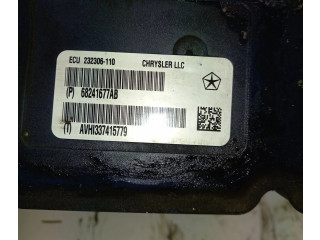 ECU 232306-110 CHRYSLER LLC
(P) 68241677AB
(T) AVHI337415779